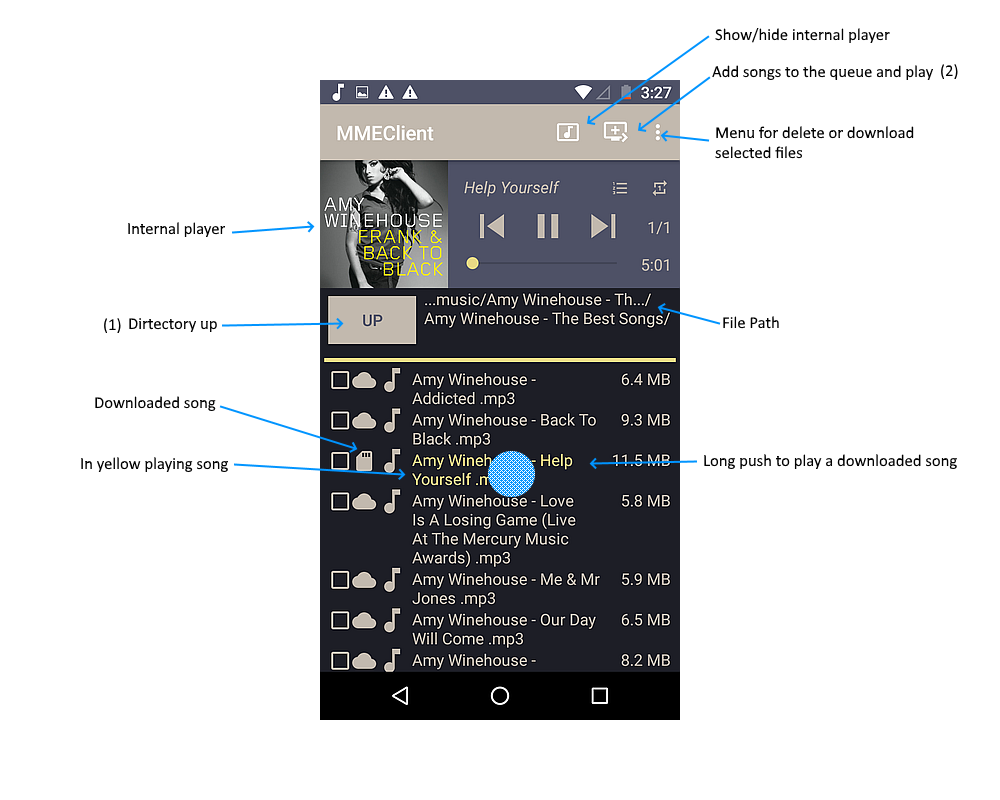 Show/hide internal player
Add songs to the queue and play (2)
Menu for delete or download
selected files
3:27
MMEClient
Internal player
AMY
WINEHOUSE
FRANK &
BACK TO
BLACK
Help Yourself
1/1
5:01
(1) Dirtectory up
UP
...music/Amy Winehouse - Th.../
Amy Winehouse - The Best Songs/
File Path
Amy Winehouse - 6.4 MB
Addicted .mp3
Downloaded song
Amy Winehouse - Back To 9.3 MB
Black .mp3
In yellow playing song
Amy Wineh - Help 11.5 MB
Yourself .m
Long push to play a downloaded song
Amy Winehouse - Love 5.8 MB
Is A Losing Game (Live
At The Mercury Music
Awards) .mp3
Amy Winehouse - Me & Mr 5.9 MB
Jones .mp3
Amy Winehouse - Our Day 6.5 MB
Will Come .mp3
Amy Winehouse - 8.2 MB